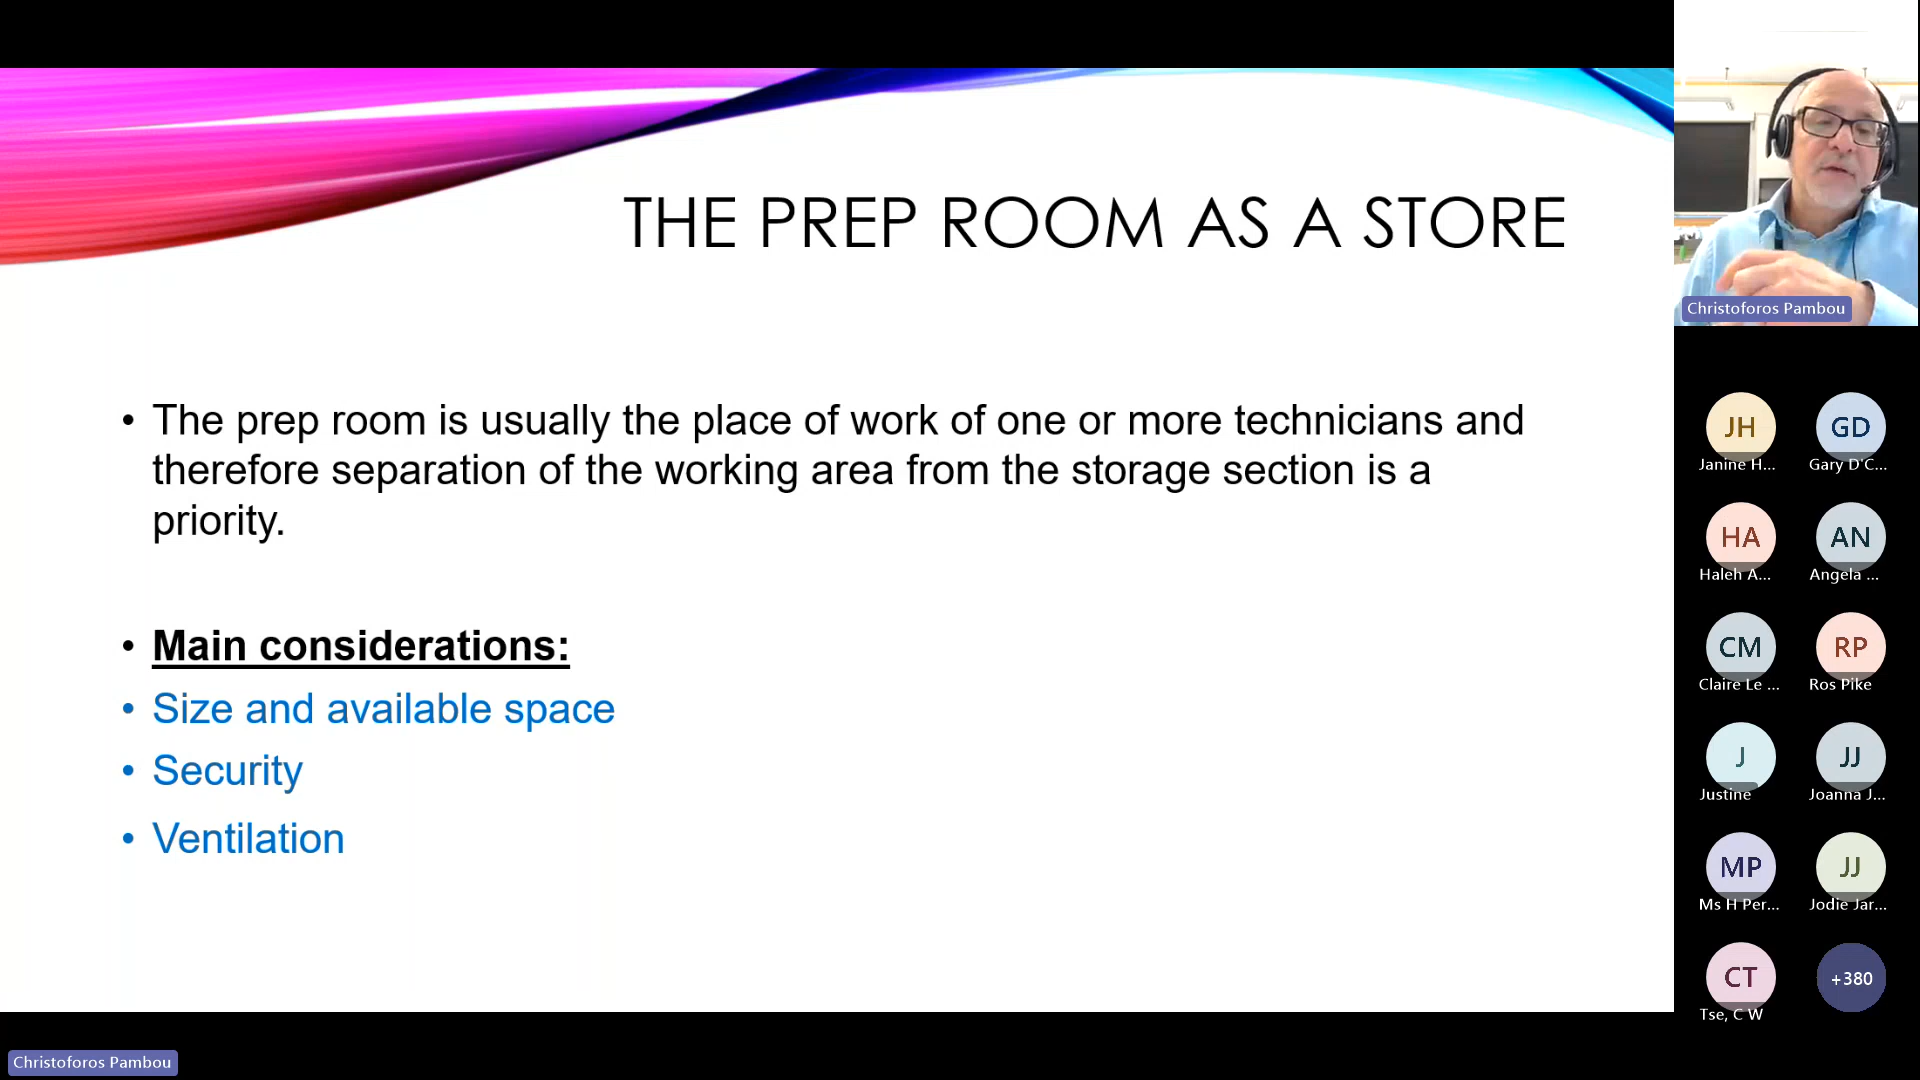 THE PREP ROOM AS A STORE
• The prep room is usually the place of work of one or more technicians and
therefore separation of the working area from the storage section is a
priority.
• Main considerations:
• Size and available space
• Security
• Ventilation
Christoforos Pambou
JH
Janine H...
GD
Gary D'C...
HA
Haleh A...
AN
Angela ...
CM
Claire Le ...
RP
Ros Pike
J
Justine
JJ
Joanna J...
MP
Ms H Per...
JJ
Jodie Jar...
CT
Tse, C W
+380
Christoforos Pambou